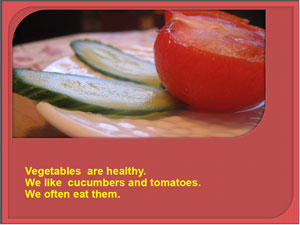 Vegetables  are healthy.
We like  cucumbers and tomatoes.
We often eat them.